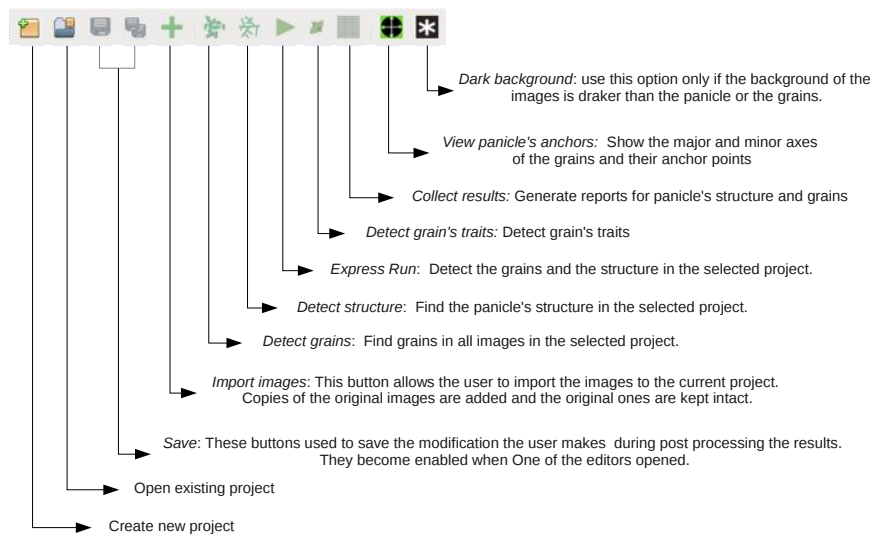 Dark background: use this option only if the background of the
images is draker than the panicle or the grains.
View panicle's anchors: Show the major and minor axes
of the grains and their anchor points
Collect results: Generate reports for panicle's structure and grains
Detect grain's traits: Detect grain's traits
Express Run: Detect the grains and the structure in the selected project.
Detect structure: Find the panicle's structure in the selected project.
Detect grains: Find grains in all images in the selected project.
Import images: This button allows the user to import the images to the current project.
Copies of the original images are added and the original ones are kept intact.
Save: These buttons used to save the modification the user makes during post processing the results.
They become enabled when One of the editors opened.
Open existing project
Create new project